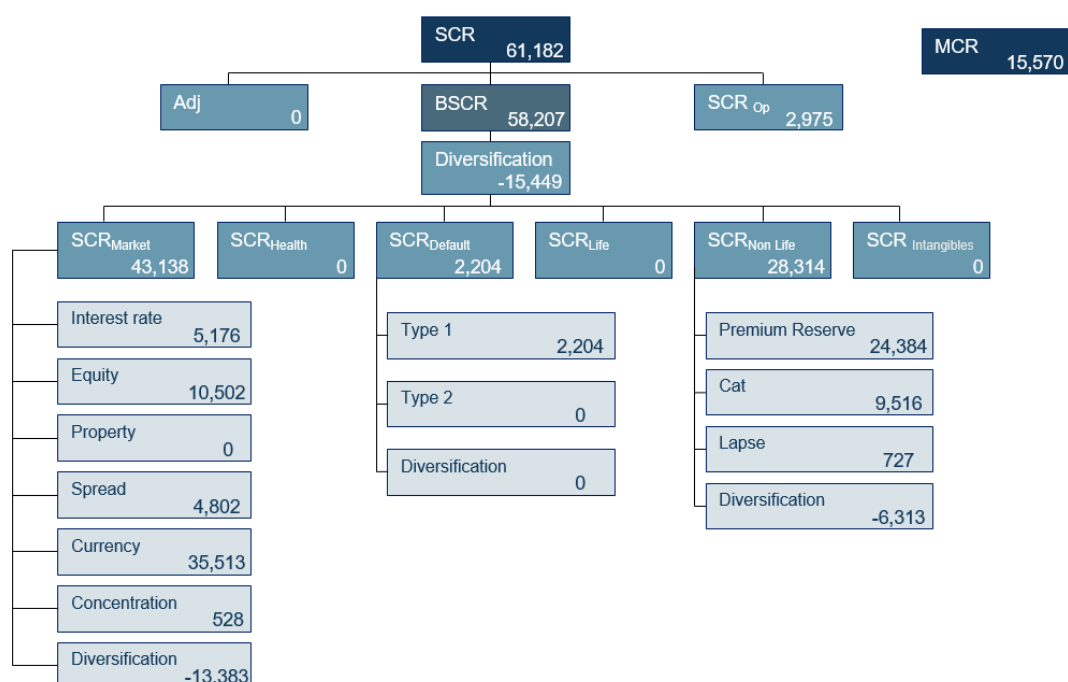 SCR
61,182
MCR
15,570
Adj
0
BSCR
58,207
SCR Op
2,975
Diversification
-15,449
SCRMarket
43,138
SCRHealth
0
SCRDefault
2,204
SCRLife
0
SCRNon Life
28,314
SCR Intangibles
0
Interest rate
5,176
Equity
10,502
Property
0
Spread
4,802
Currency
35,513
Concentration
528
Diversification
-13,383
Type 1
2,204
Type 2
0
Diversification
0
Premium Reserve
24,384
Cat
9,516
Lapse
727
Diversification
-6,313